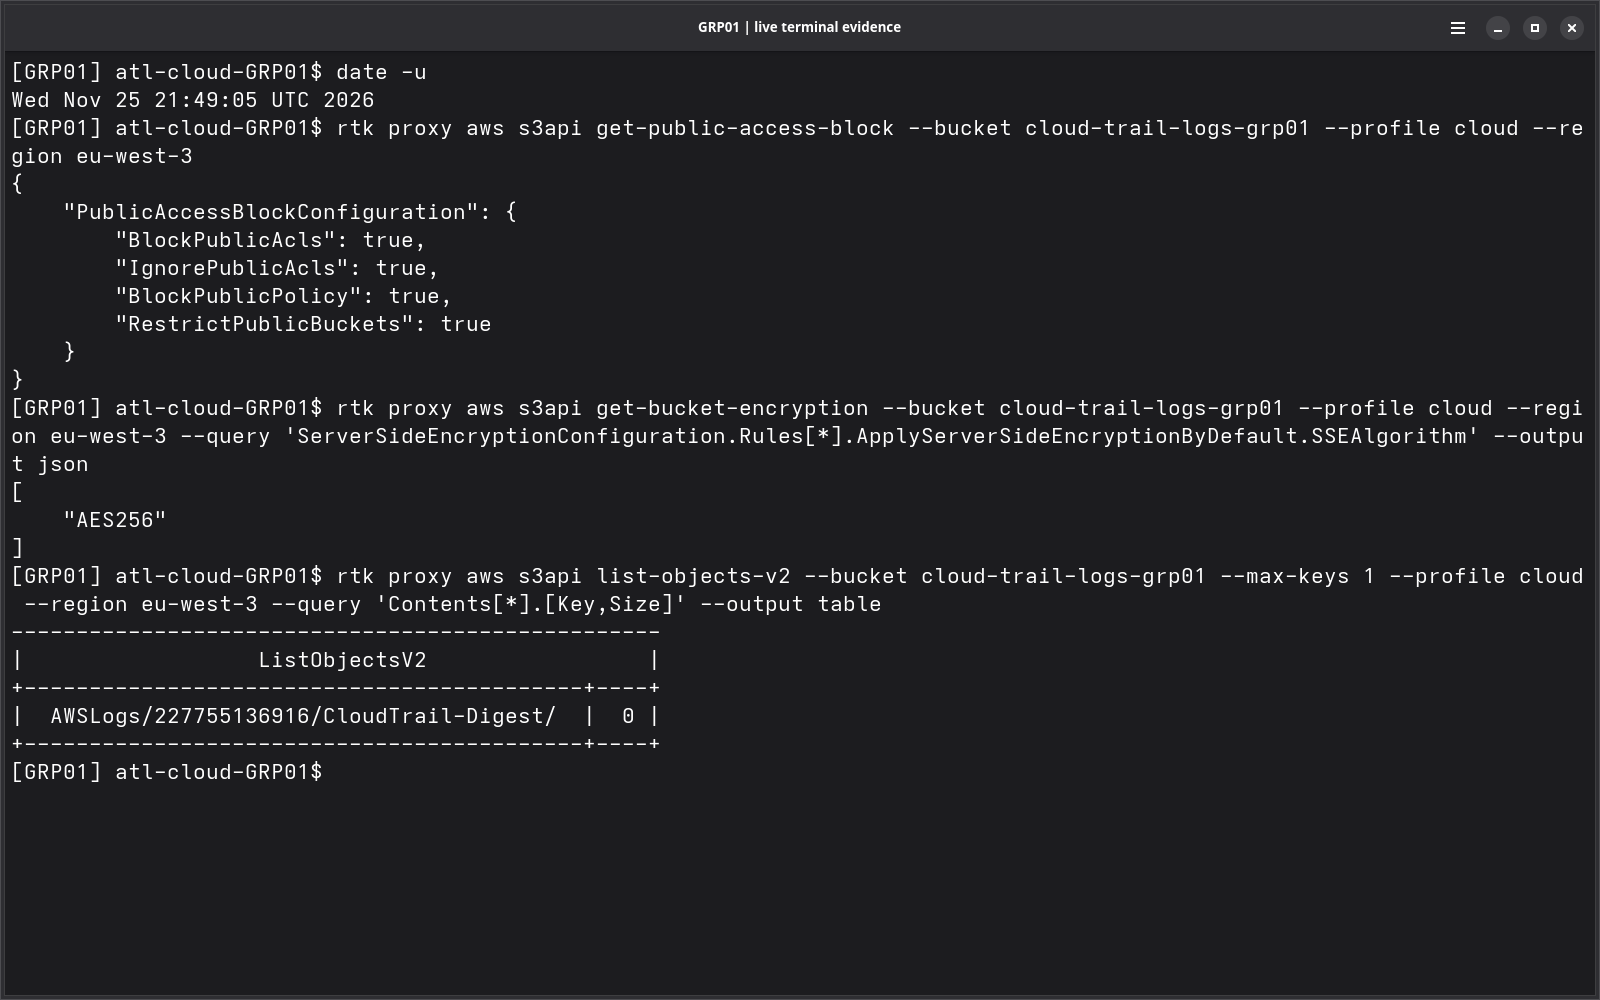 GRP01 | live terminal evidence
[GRP01] atl-cloud-GRP01$ date -u
Wed Nov 25 21:49:05 UTC 2026
[GRP01] atl-cloud-GRP01$ rtk proxy aws s3api get-public-access-block --bucket cloud-trail-logs-grp01 --profile cloud --re
gion eu-west-3
{
    "PublicAccessBlockConfiguration": {
        "BlockPublicAcls": true,
        "IgnorePublicAcls": true,
        "BlockPublicPolicy": true,
        "RestrictPublicBuckets": true
    }
}
[GRP01] atl-cloud-GRP01$ rtk proxy aws s3api get-bucket-encryption --bucket cloud-trail-logs-grp01 --profile cloud --regi
on eu-west-3 --query 'ServerSideEncryptionConfiguration.Rules[*].ApplyServerSideEncryptionByDefault.SSEAlgorithm' --outpu
t json
[
    "AES256"
]
[GRP01] atl-cloud-GRP01$ rtk proxy aws s3api list-objects-v2 --bucket cloud-trail-logs-grp01 --max-keys 1 --profile cloud
 --region eu-west-3 --query 'Contents[*].[Key,Size]' --output table
--------------------------------------------------
|                  ListObjectsV2                 |
+-------------------------------------------+----+
|  AWSLogs/227755136916/CloudTrail-Digest/  |  0 |
+-------------------------------------------+----+
[GRP01] atl-cloud-GRP01$